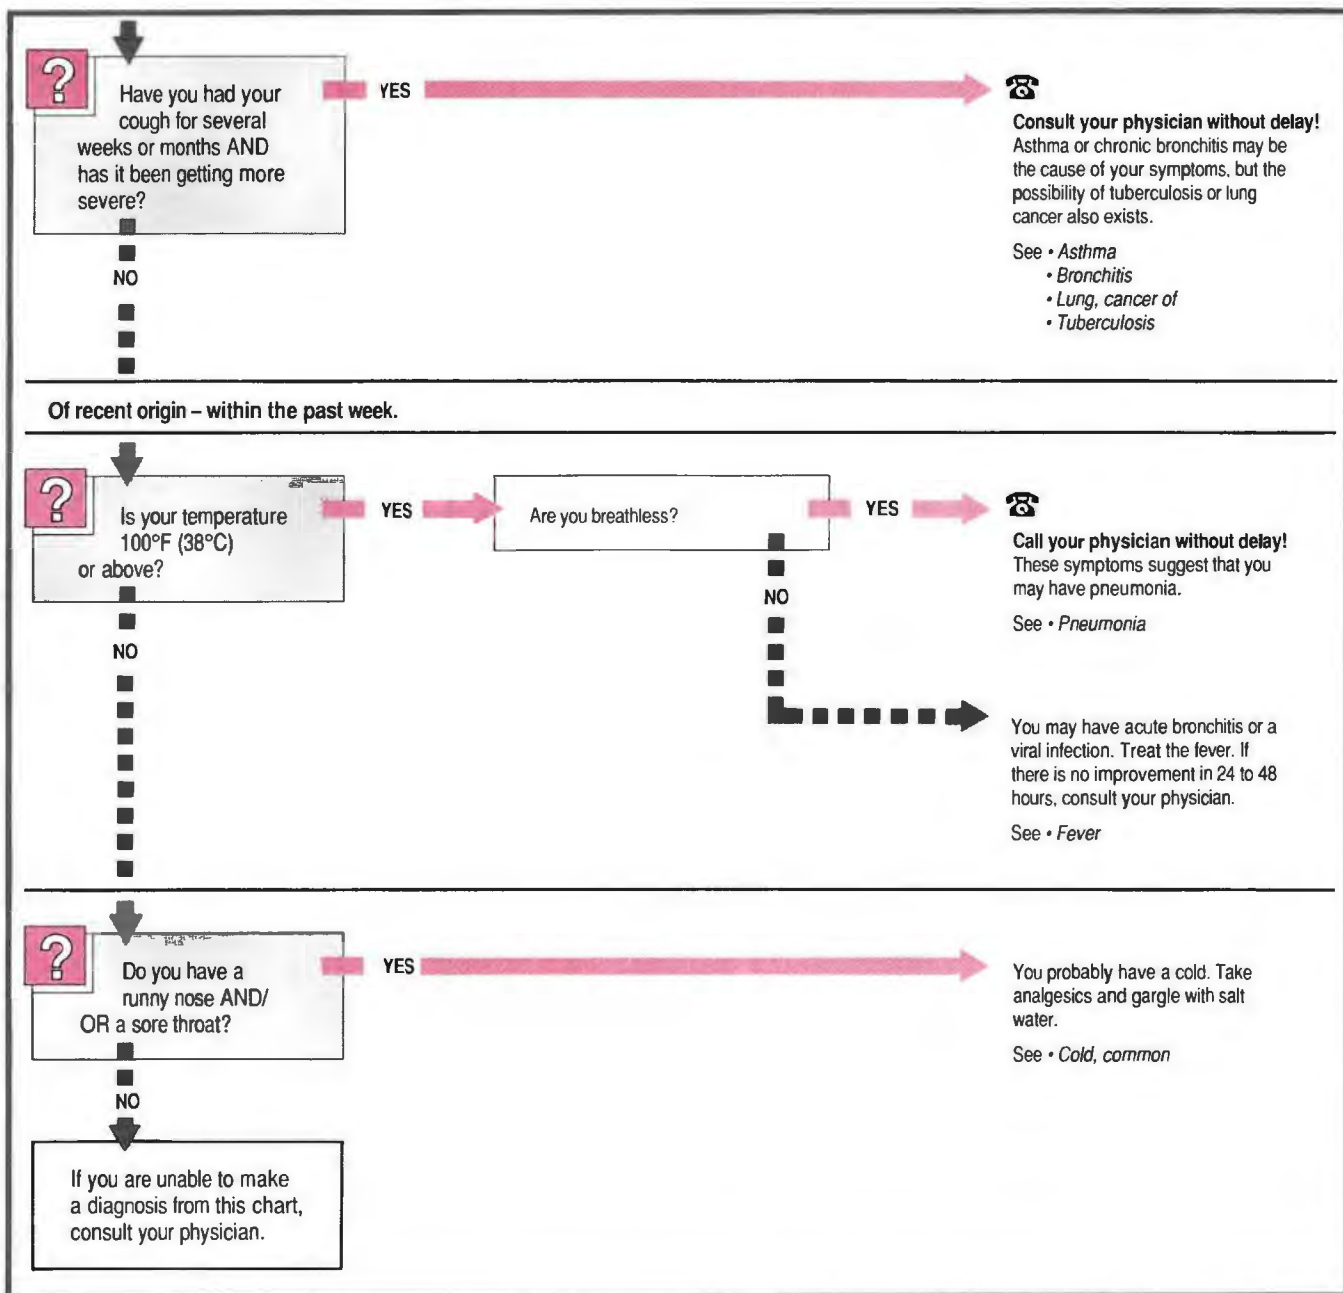 ?
Have you had your
cough for several
weeks or months AND
has it been getting more
severe?
YES
Consult your physician without delay!
Asthma or chronic bronchitis may be
the cause of your symptoms, but the
possibility of tuberculosis or lung
cancer also exists.
See • Asthma
• Bronchitis
• Lung, cancer of
• Tuberculosis
NO
Of recent origin – within the past week.
?
Is your temperature
100°F (38°C)
or above?
YES
Are you breathless?
YES
Call your physician without delay!
These symptoms suggest that you
may have pneumonia.
See • Pneumonia
NO
You may have acute bronchitis or a
viral infection. Treat the fever. If
there is no improvement in 24 to 48
hours, consult your physician.
See • Fever
NO
?
Do you have a
runny nose AND/
OR a sore throat?
YES
You probably have a cold. Take
analgesics and gargle with salt
water.
See • Cold, common
NO
If you are unable to make
a diagnosis from this chart,
consult your physician.